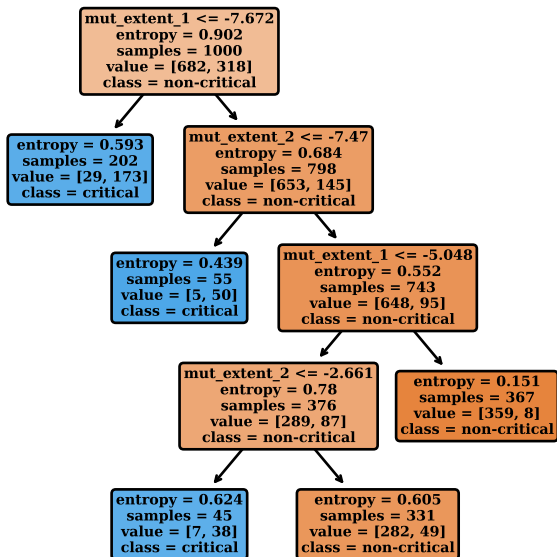 mut_extent_1 <= -7.672
entropy = 0.902
samples = 1000
value = [682, 318]
class = non-critical
entropy = 0.593
samples = 202
value = [29, 173]
class = critical
mut_extent_2 <= -7.47
entropy = 0.684
samples = 798
value = [653, 145]
class = non-critical
entropy = 0.439
samples = 55
value = [5, 50]
class = critical
mut_extent_1 <= -5.048
entropy = 0.552
samples = 743
value = [648, 95]
class = non-critical
mut_extent_2 <= -2.661
entropy = 0.78
samples = 376
value = [289, 87]
class = non-critical
entropy = 0.151
samples = 367
value = [359, 8]
class = non-critical
entropy = 0.624
samples = 45
value = [7, 38]
class = critical
entropy = 0.605
samples = 331
value = [282, 49]
class = non-critical